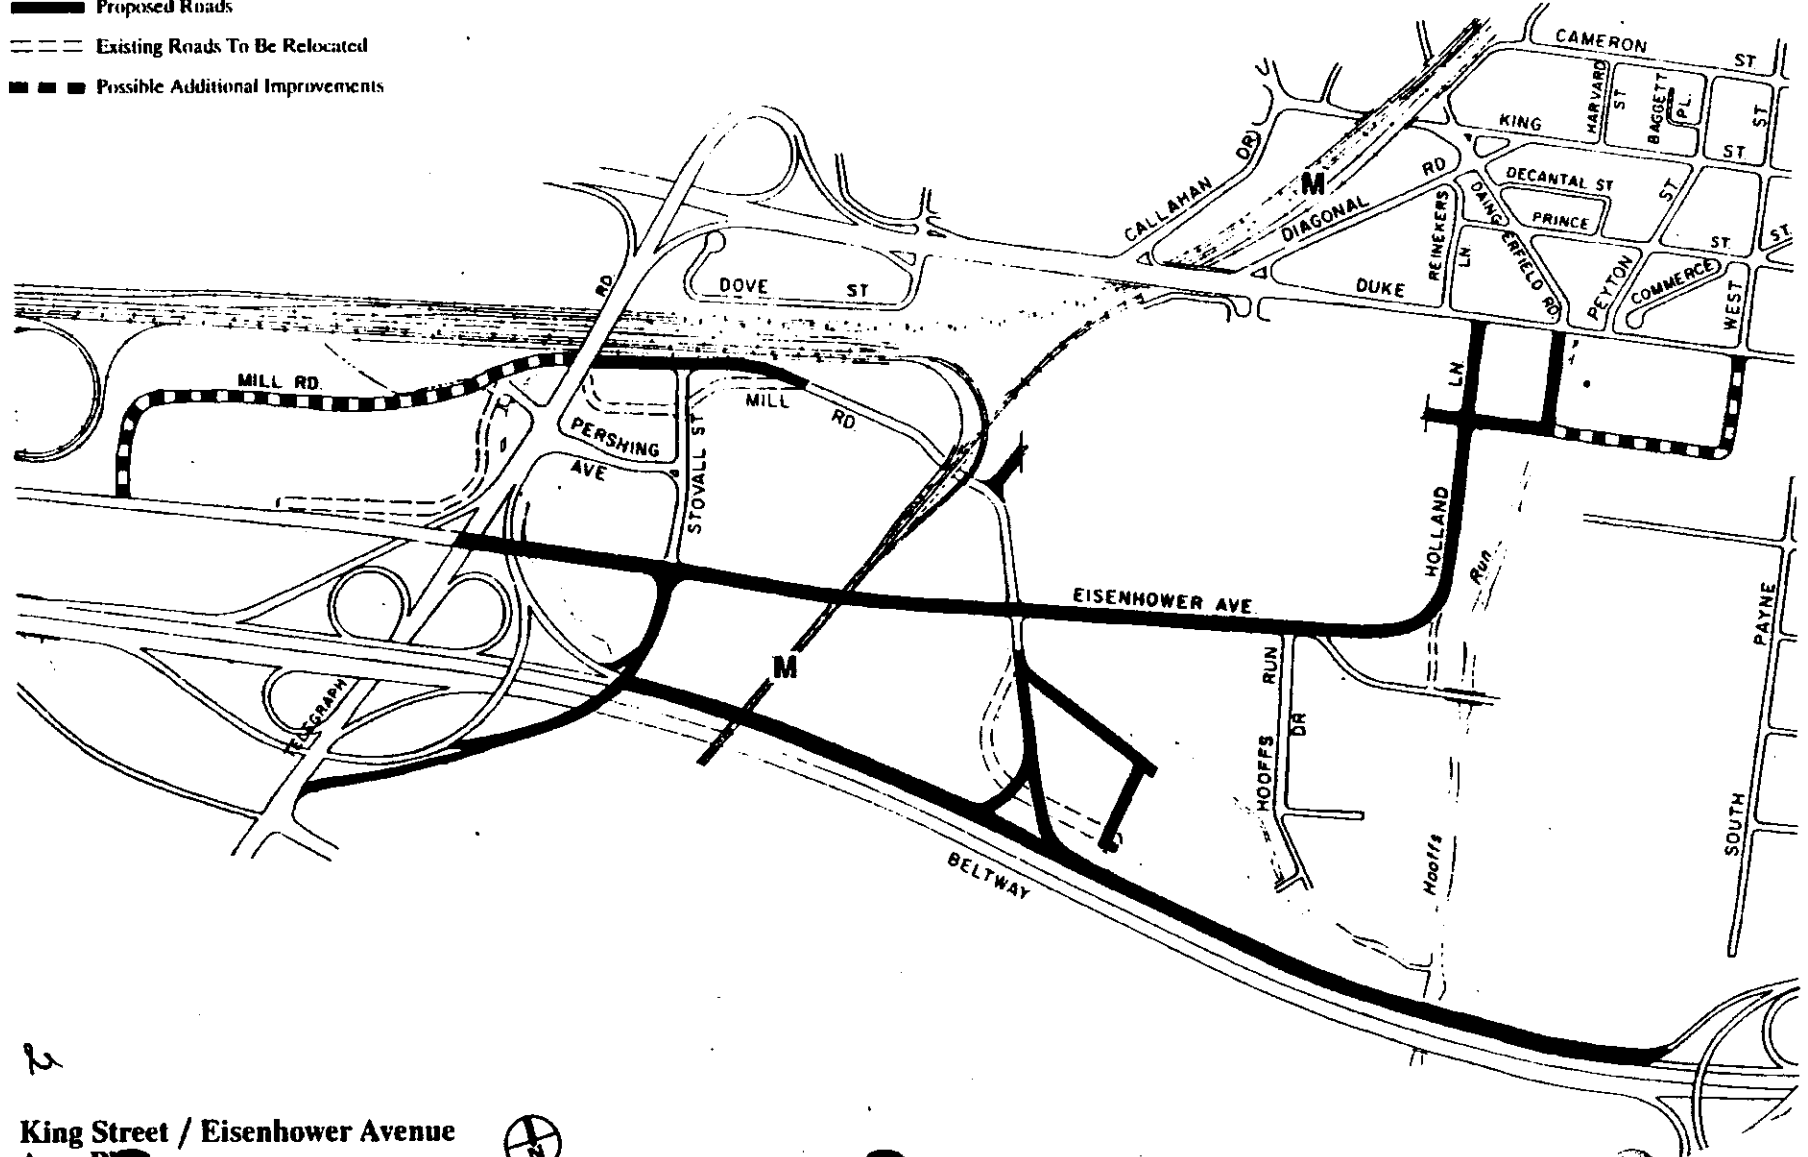 Proposed Roads
Existing Roads To Be Relocated
Possible Additional Improvements
CAMERON ST
HARVARD ST
BAGGETT PL.
ST
KING ST
DECANTAL ST
ST
PRINCE ST
ST
DAINGERFIELD RD
REINEKERS LN
CALLAHAN DR
M
DIAGONAL RD
DUKE
PEYTON
COMMERCE
WEST
RD
DOVE ST
MILL RD.
MILL RD.
PERSHING AVE
STOVALL ST
HOLLAND LN
Run
EISENHOWER AVE.
PAYNE
M
TELEGRAPH
HOOFFS RUN DR
Hooffs
SOUTH
BELTWAY
King Street / Eisenhower Avenue
N